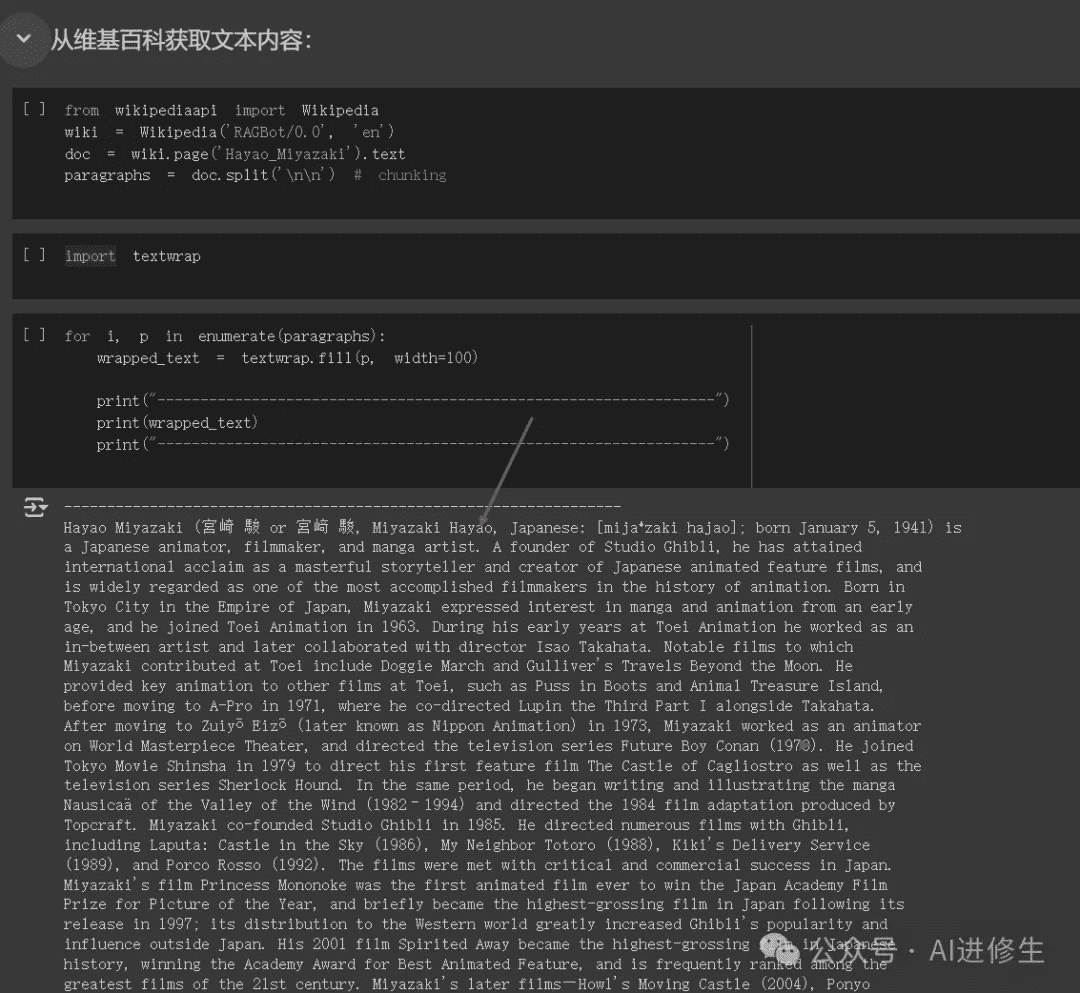 从维基百科获取文本内容：
[ ] from wikipediaapi import Wikipedia
wiki = Wikipedia('RAGBot/0.0', 'en')
doc = wiki.page('Hayao_Miyazaki').text
paragraphs = doc.split('\n\n') # chunking
[ ] import textwrap
[ ] for i, p in enumerate(paragraphs):
wrapped_text = textwrap.fill(p, width=100)
print("-----------------------------------------------------------------")
print(wrapped_text)
print("-----------------------------------------------------------------")
-----------------------------------------------------------------
Hayao Miyazaki (宮崎 駿 or 宮﨑 駿, Miyazaki Hayao, Japanese: [mijaꜜzaki hajao]; born January 5, 1941) is
a Japanese animator, filmmaker, and manga artist. A founder of Studio Ghibli, he has attained
international acclaim as a masterful storyteller and creator of Japanese animated feature films, and
is widely regarded as one of the most accomplished filmmakers in the history of animation. Born in
Tokyo City in the Empire of Japan, Miyazaki expressed interest in manga and animation from an early
age, and he joined Toei Animation in 1963. During his early years at Toei Animation he worked as an
in-between artist and later collaborated with director Isao Takahata. Notable films to which
Miyazaki contributed at Toei include Doggie March and Gulliver's Travels Beyond the Moon. He
provided key animation to other films at Toei, such as Puss in Boots and Animal Treasure Island,
before moving to A-Pro in 1971, where he co-directed Lupin the Third Part I alongside Takahata.
After moving to Zuiyō Eizō (later known as Nippon Animation) in 1973, Miyazaki worked as an animator
on World Masterpiece Theater, and directed the television series Future Boy Conan (1978). He joined
Tokyo Movie Shinsha in 1979 to direct his first feature film The Castle of Cagliostro as well as the
television series Sherlock Hound. In the same period, he began writing and illustrating the manga
Nausicaä of the Valley of the Wind (1982–1994) and directed the 1984 film adaptation produced by
Topcraft. Miyazaki co-founded Studio Ghibli in 1985. He directed numerous films with Ghibli,
including Laputa: Castle in the Sky (1986), My Neighbor Totoro (1988), Kiki's Delivery Service
(1989), and Porco Rosso (1992). The films were met with critical and commercial success in Japan.
Miyazaki's film Princess Mononoke was the first animated film ever to win the Japan Academy Film
Prize for Picture of the Year, and briefly became the highest-grossing film in Japan following its
release in 1997; its distribution to the Western world greatly increased Ghibli's popularity and
influence outside Japan. His 2001 film Spirited Away became the highest-grossing film in Japanese
history, winning the Academy Award for Best Animated Feature, and is frequently ranked among the
greatest films of the 21st century. Miyazaki's later films—Howl's Moving Castle (2004), Ponyo
公众号 · AI进修生